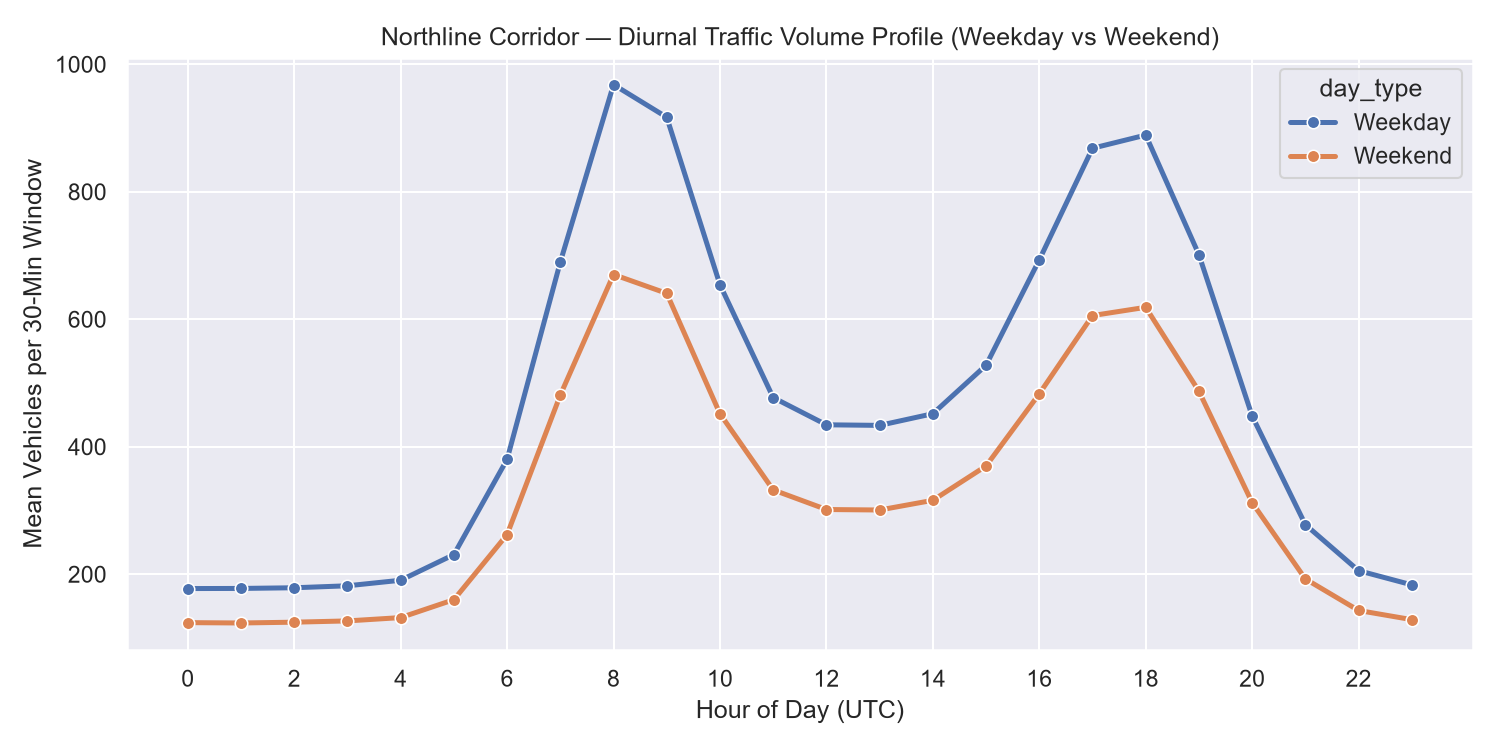 Northline Corridor — Diurnal Traffic Volume Profile (Weekday vs Weekend)
Mean Vehicles per 30-Min Window
1000
800
600
400
200
day_type
Weekday
Weekend
0 2 4 6 8 10 12 14 16 18 20 22
Hour of Day (UTC)